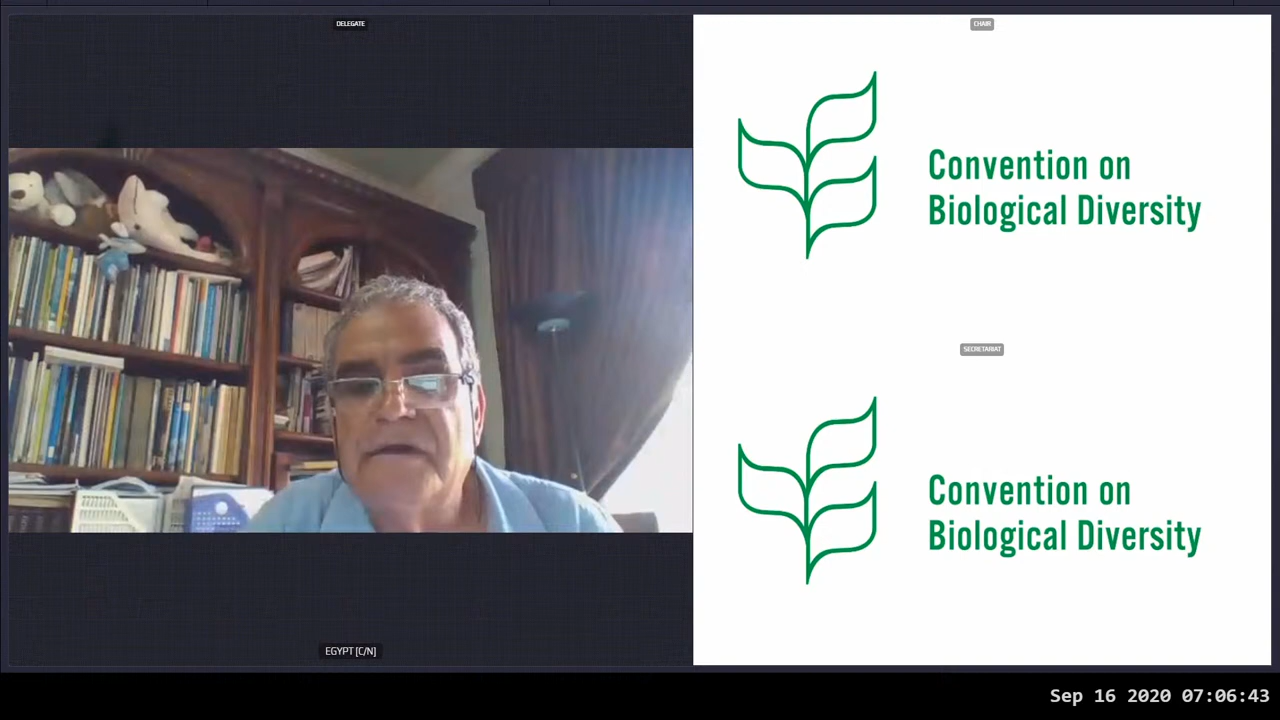 DELEGATE
CHAIR
Convention on
Biological Diversity
SECRETARIAT
Convention on
Biological Diversity
EGYPT [C/N]
Sep 16 2020 07:06:43